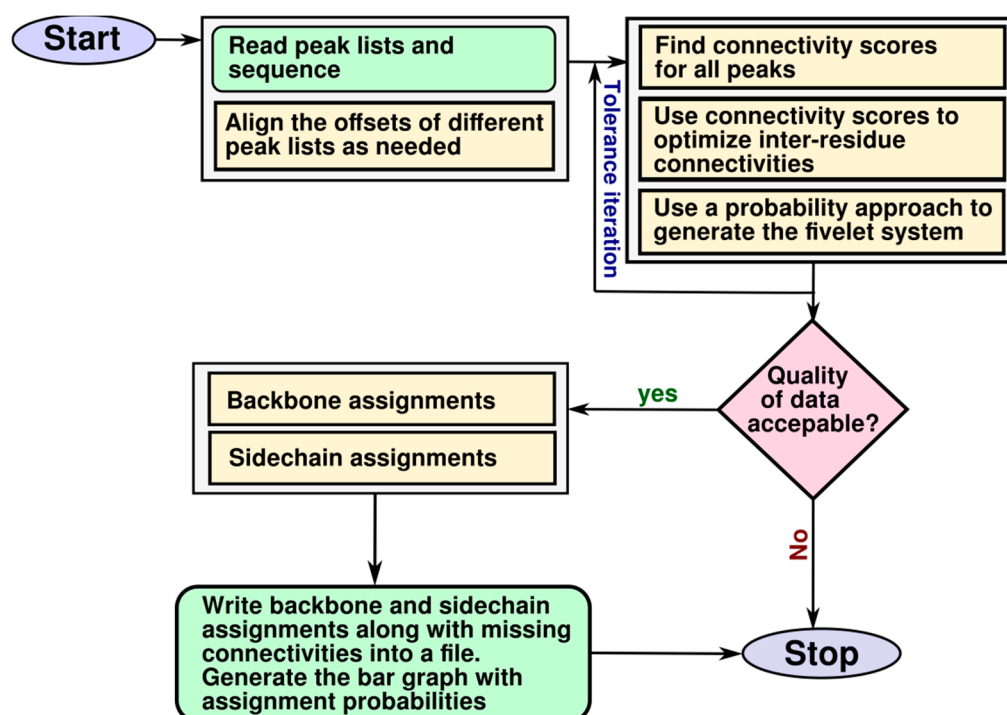 Start
Read peak lists and
sequence
Align the offsets of different
peak lists as needed
Tolerance iteration
Find connectivity scores
for all peaks
Use connectivity scores to
optimize inter-residue
connectivities
Use a probability approach to
generate the fivelet system
Quality
of data
accepable?
yes
No
Backbone assignments
Sidechain assignments
Write backbone and sidechain
assignments along with missing
connectivities into a file.
Generate the bar graph with
assignment probabilities
Stop